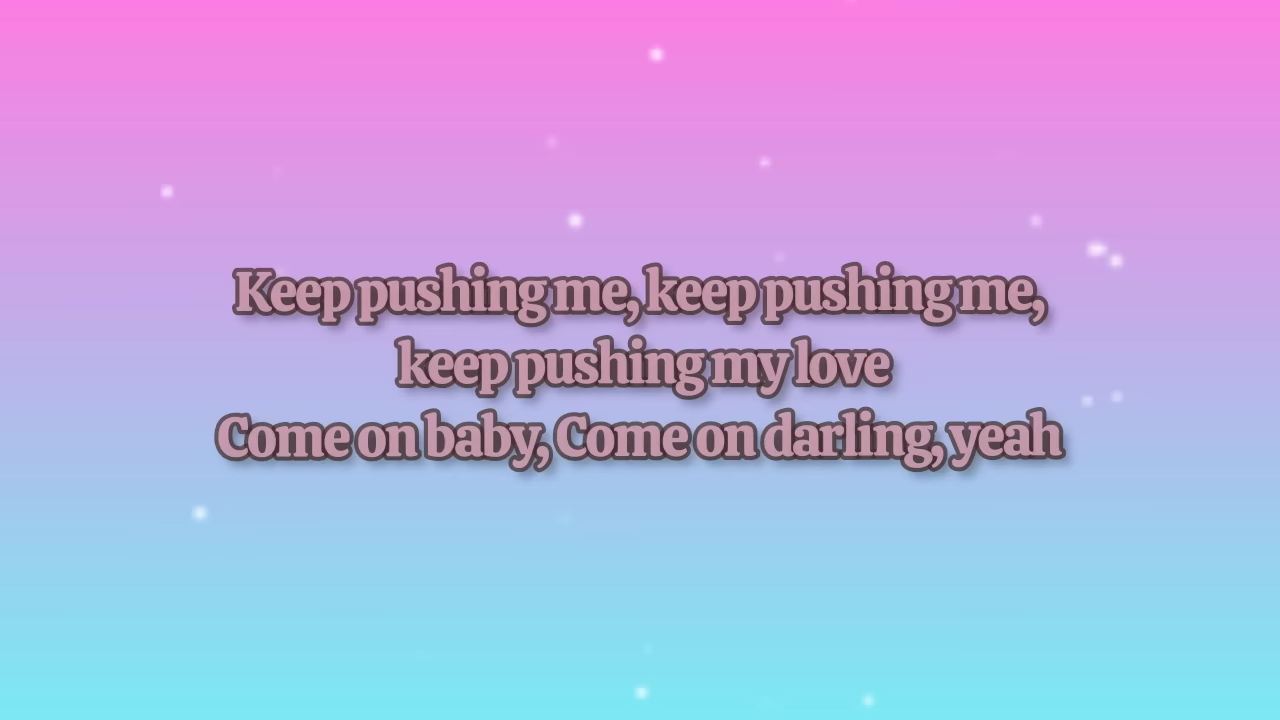 Keep pushing me, keep pushing me,
keep pushing my love
Come on baby, Come on darling, yeah